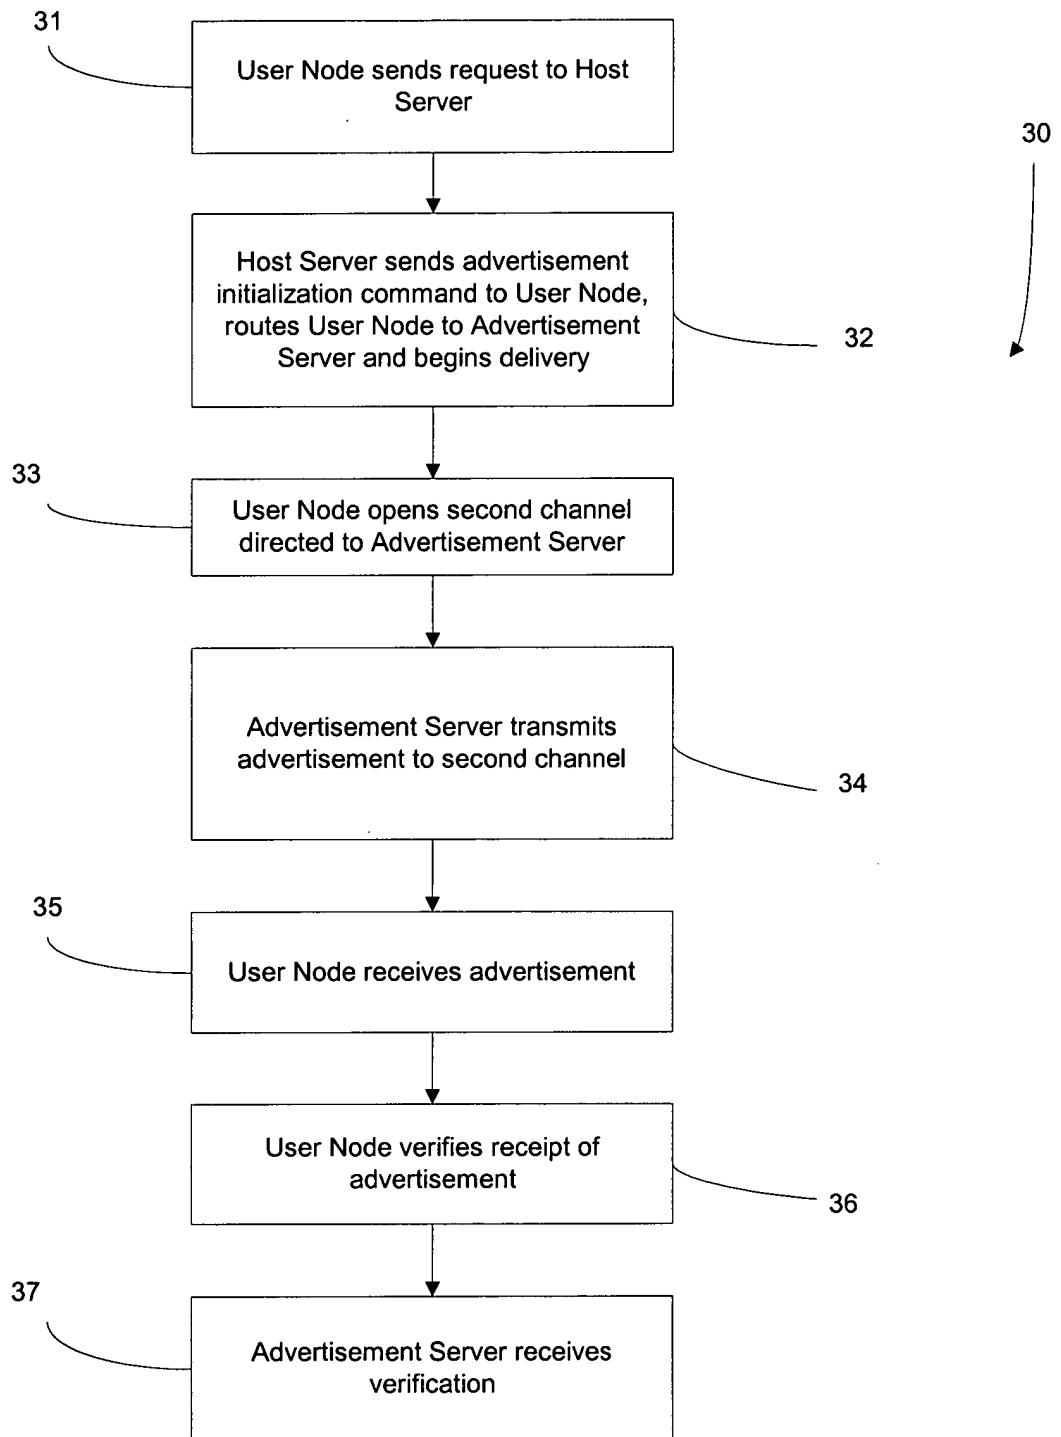 31
User Node sends request to Host
Server
30
Host Server sends advertisement
initialization command to User Node,
routes User Node to Advertisement
Server and begins delivery
32
33
User Node opens second channel
directed to Advertisement Server
Advertisement Server transmits
advertisement to second channel
34
35
User Node receives advertisement
User Node verifies receipt of
advertisement
36
37
Advertisement Server receives
verification